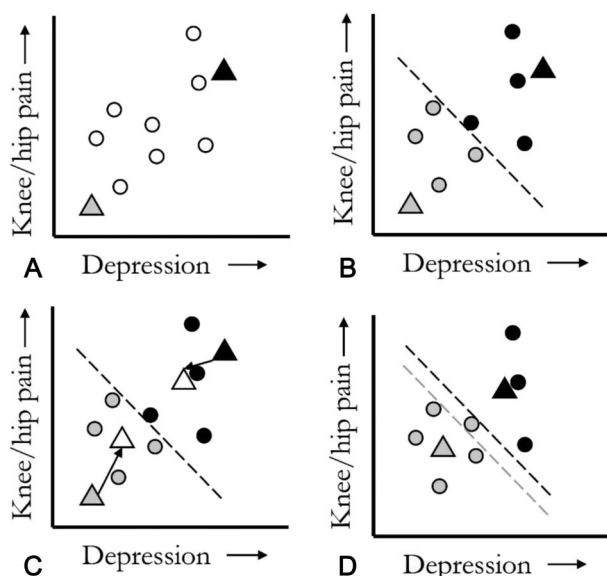 Knee/hip pain
A
Depression
Knee/hip pain
B
Depression
Knee/hip pain
C
Depression
Knee/hip pain
D
Depression